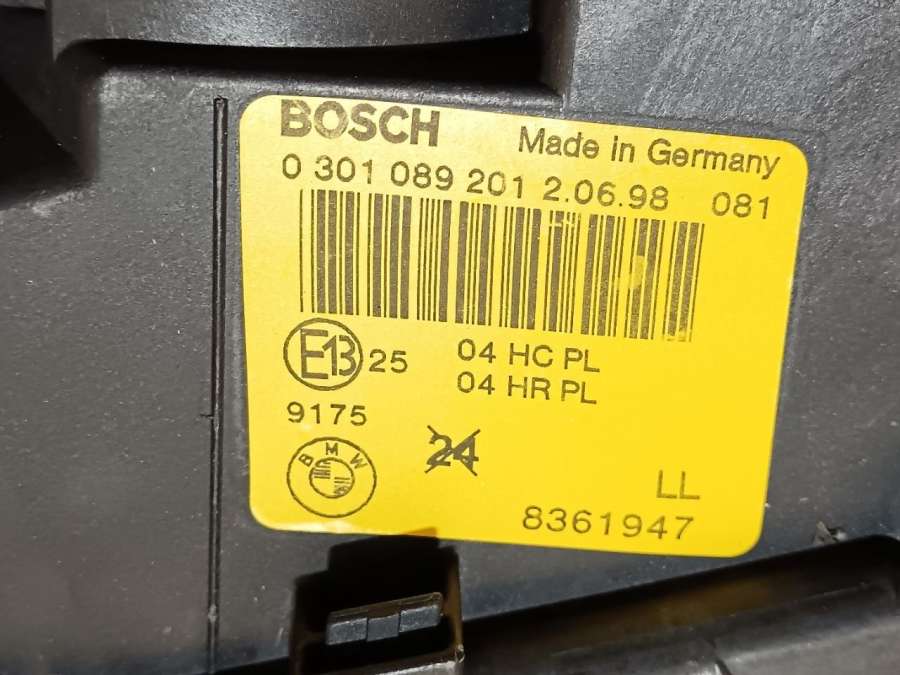 BOSCH Made in Germany
0 301 089 201 2.06.98 081
E13 25 04 HC PL
04 HR PL
9175
24
BMW
LL
8361947